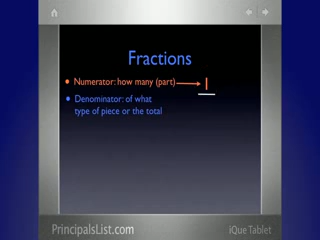 Fractions
• Numerator: how many (part) 1
• Denominator: of what
type of piece or the total
PrincipalsList.com
iQue Tablet